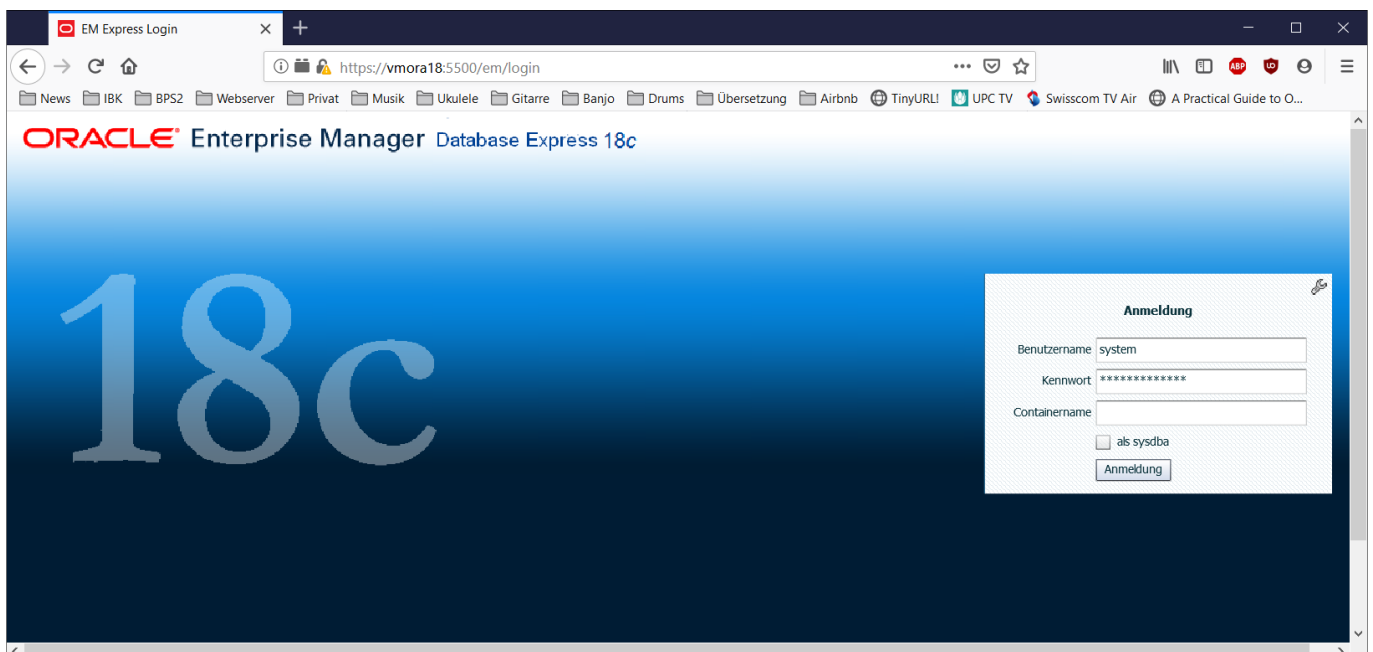 EM Express Login
https://vmora18:5500/em/login
News IBK BPS2 Webserver Privat Musik Ukulele Gitarre Banjo Drums Übersetzung Airbnb TinyURL! UPC TV Swisscom TV Air A Practical Guide to O...
ORACLE® Enterprise Manager Database Express 18c
18c
Anmeldung
Benutzername system
Kennwort *************
Containername
als sysdba
Anmeldung